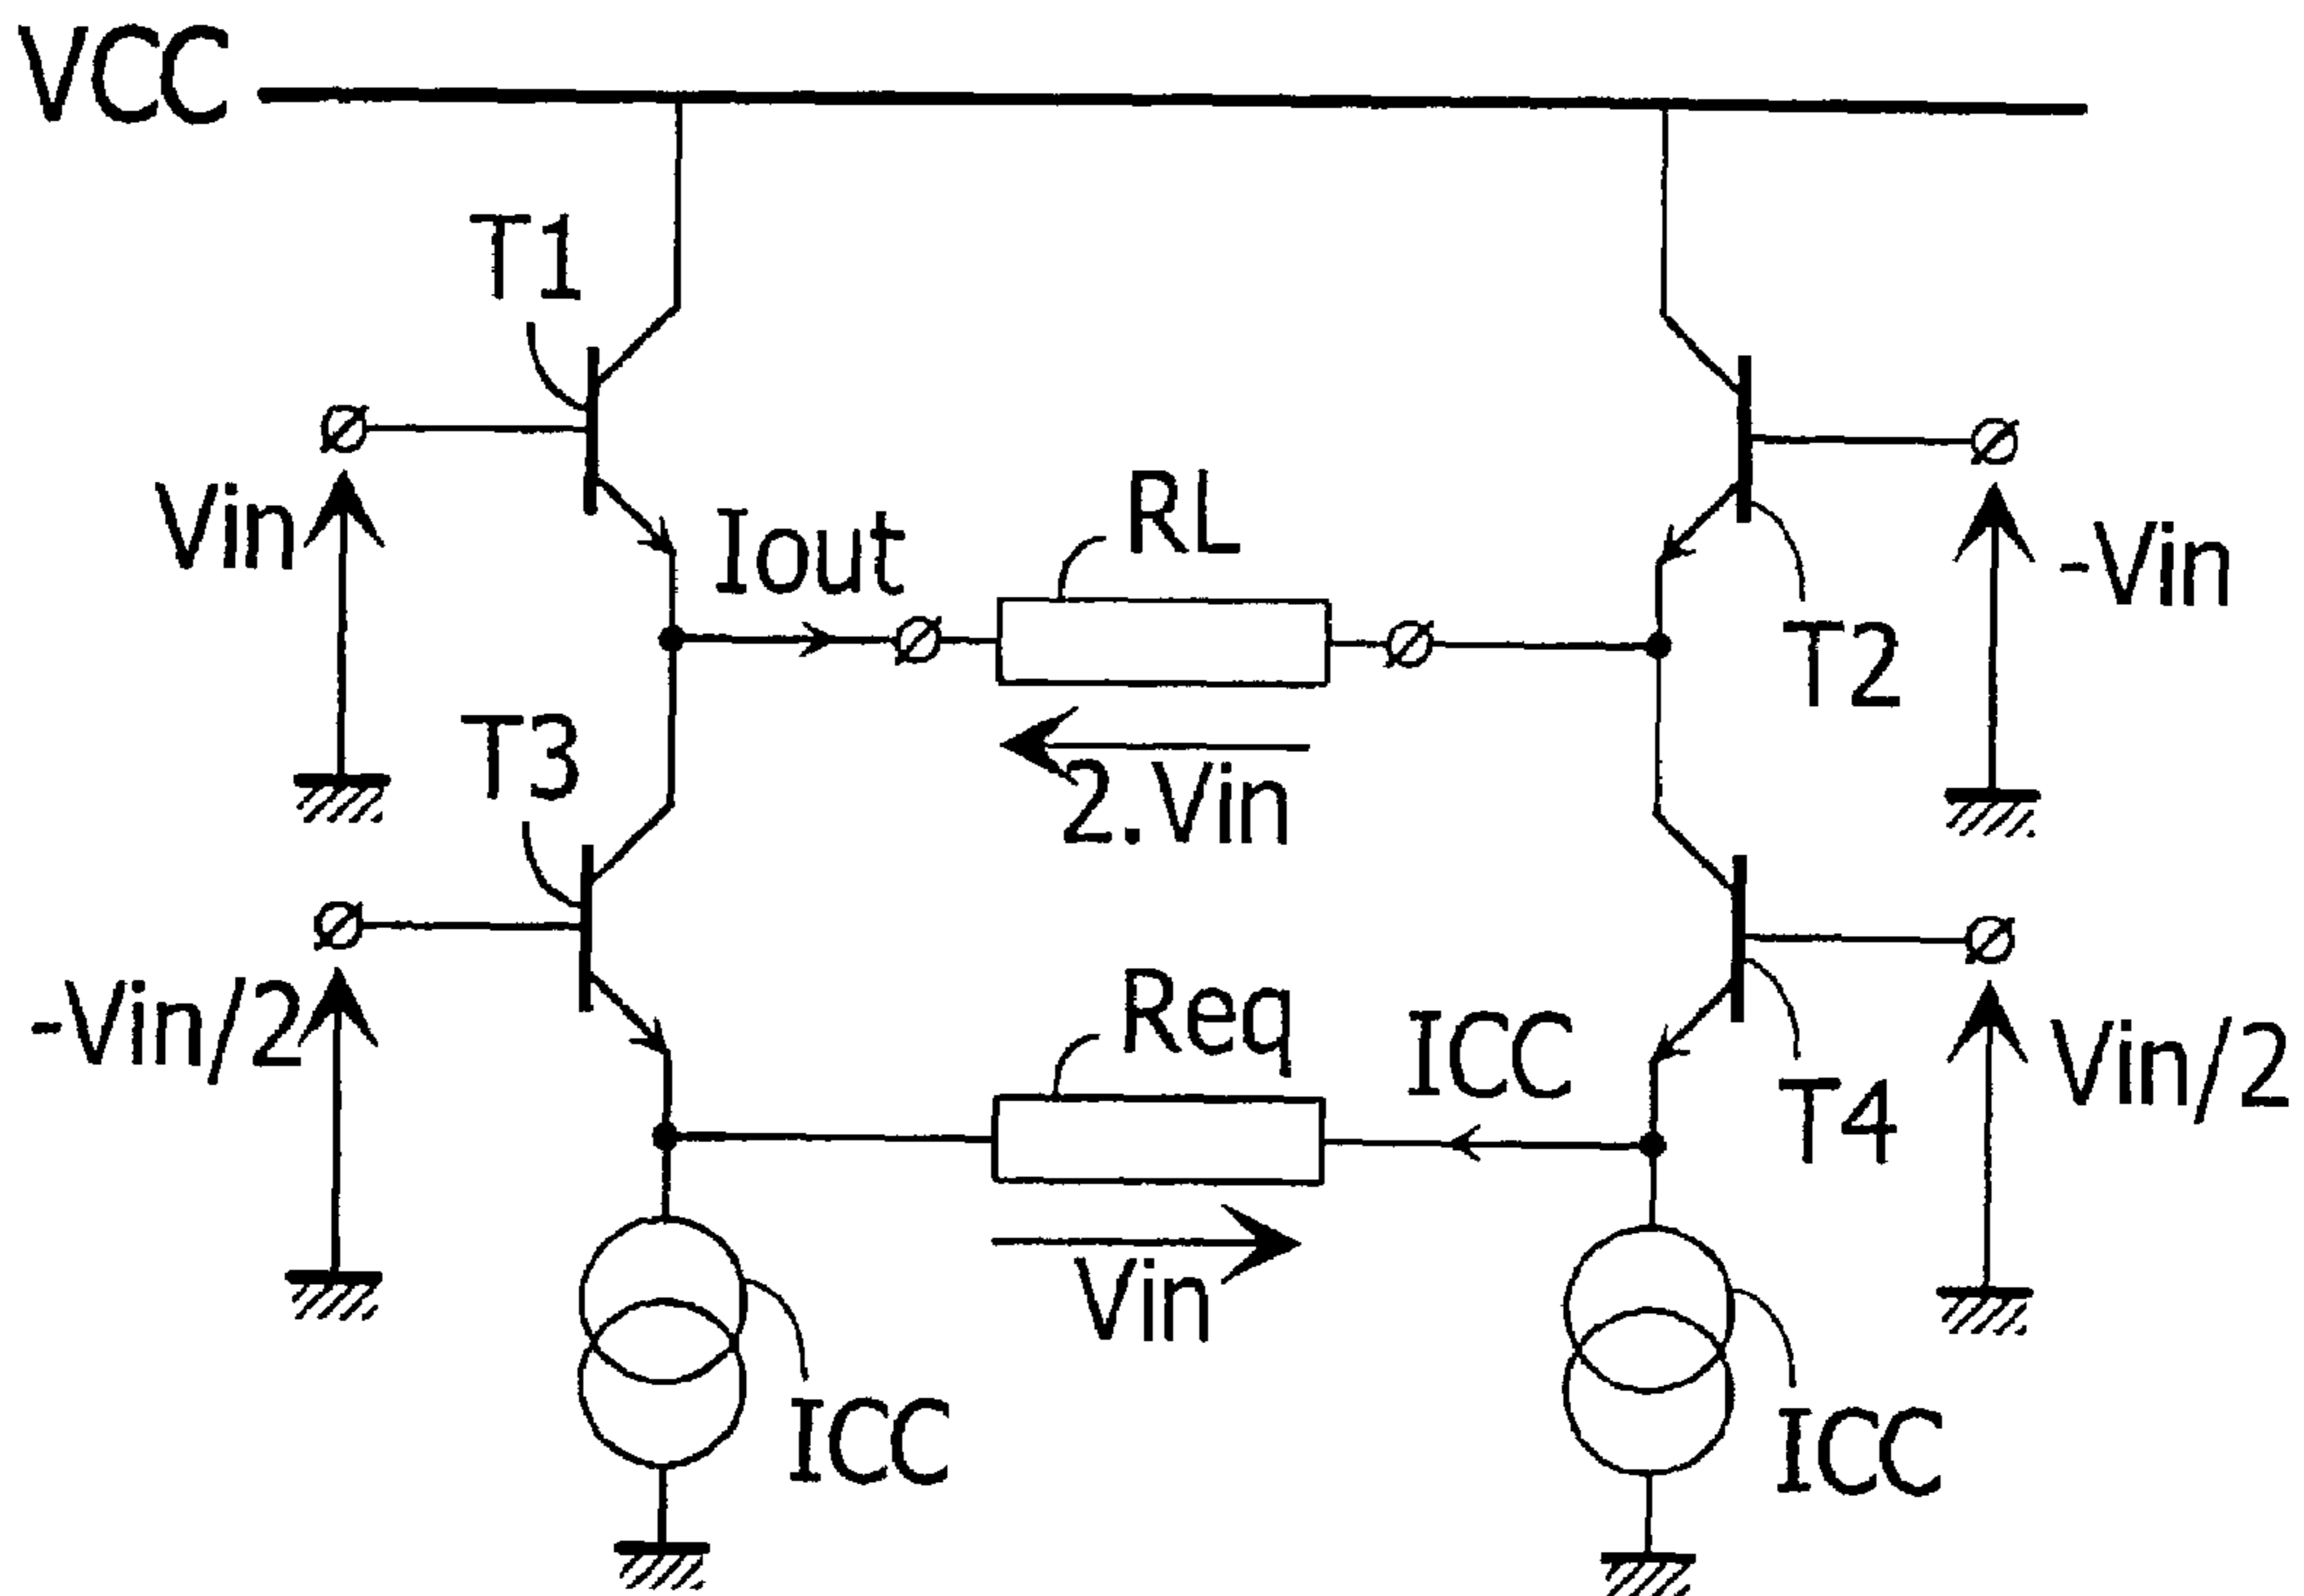 VCC
T1
Vin
Iout
RL
-Vin
T2
2.Vin
T3
-Vin/2
Req
ICC
Vin/2
T4
Vin
ICC
ICC